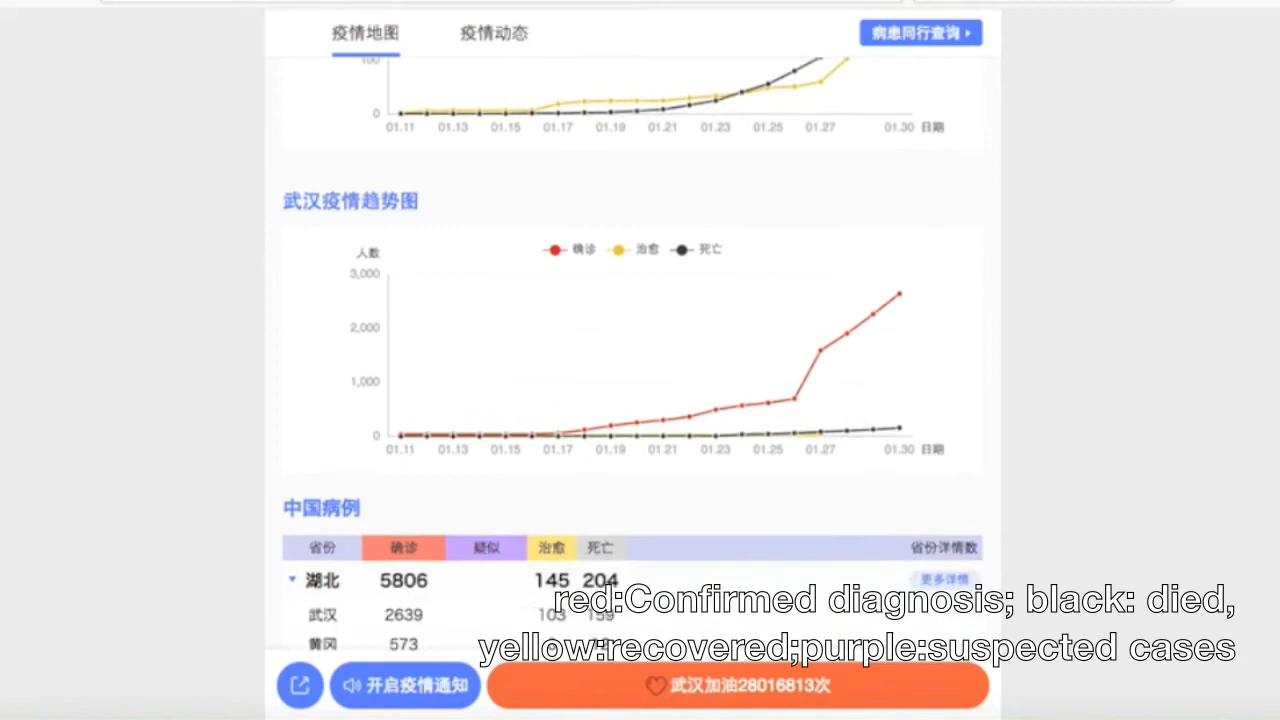 疫情地图 疫情动态 病患同行查询
100
0
01.11 01.13 01.15 01.17 01.19 01.21 01.23 01.25 01.27 01.30 日期
武汉疫情趋势图
人数 确诊 治愈 死亡
3,000
2,000
1,000
0
01.11 01.13 01.15 01.17 01.19 01.21 01.23 01.25 01.27 01.30 日期
中国病例
省份 确诊 疑似 治愈 死亡 省份详情数
湖北 5806 145 204 更多详情
武汉 2639 103 159
黄冈 573
red:Confirmed diagnosis; black: died,
yellow:recovered;purple:suspected cases
开启疫情通知 武汉加油28016813次